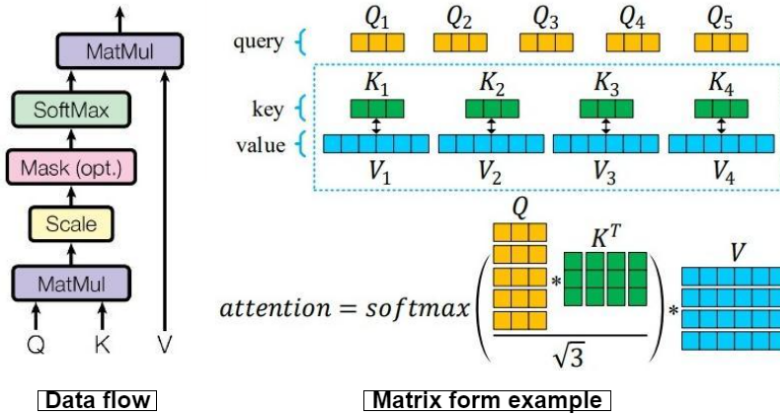 MatMul
SoftMax
Mask (opt.)
Scale
MatMul
Q K V
Data flow
Q₁ Q₂ Q₃ Q₄ Q₅
query {
K₁ K₂ K₃ K₄
key {
value {
V₁ V₂ V₃ V₄
Q
Kᵀ
V
attention = softmax ( * ) *
√3
Matrix form example